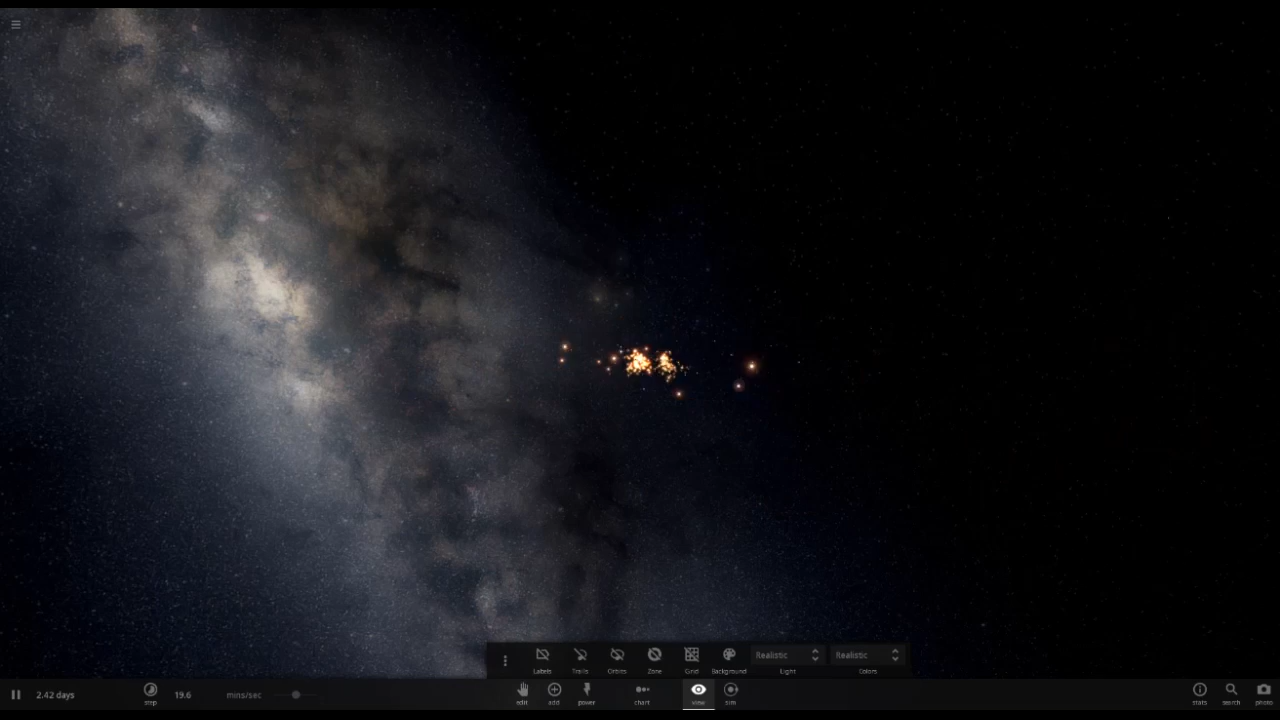 Labels Trails Orbits Zone Grid Background Realistic Light Realistic Colors
2.42 days step 19.6 mins/sec edit add power chart view sim stats search photo